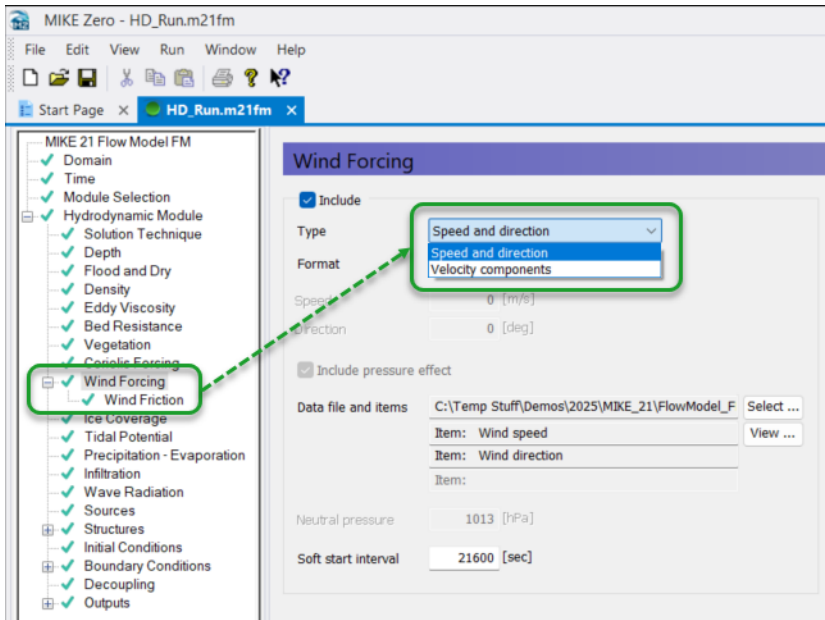 MIKE Zero - HD_Run.m21fm
File Edit View Run Window Help
Start Page HD_Run.m21fm
MIKE 21 Flow Model FM
Domain
Time
Module Selection
Hydrodynamic Module
Solution Technique
Depth
Flood and Dry
Density
Eddy Viscosity
Bed Resistance
Vegetation
Coriolis Forcing
Wind Forcing
Wind Friction
Ice Coverage
Tidal Potential
Precipitation - Evaporation
Infiltration
Wave Radiation
Sources
Structures
Initial Conditions
Boundary Conditions
Decoupling
Outputs
Wind Forcing
Include
Type Speed and direction
Speed and direction
Velocity components
Format
Speed 0 [m/s]
Direction 0 [deg]
Include pressure effect
Data file and items C:\Temp Stuff\Demos\2025\MIKE_21\FlowModel_F Select ...
Item: Wind speed View ...
Item: Wind direction
Item:
Neutral pressure 1013 [hPa]
Soft start interval 21600 [sec]